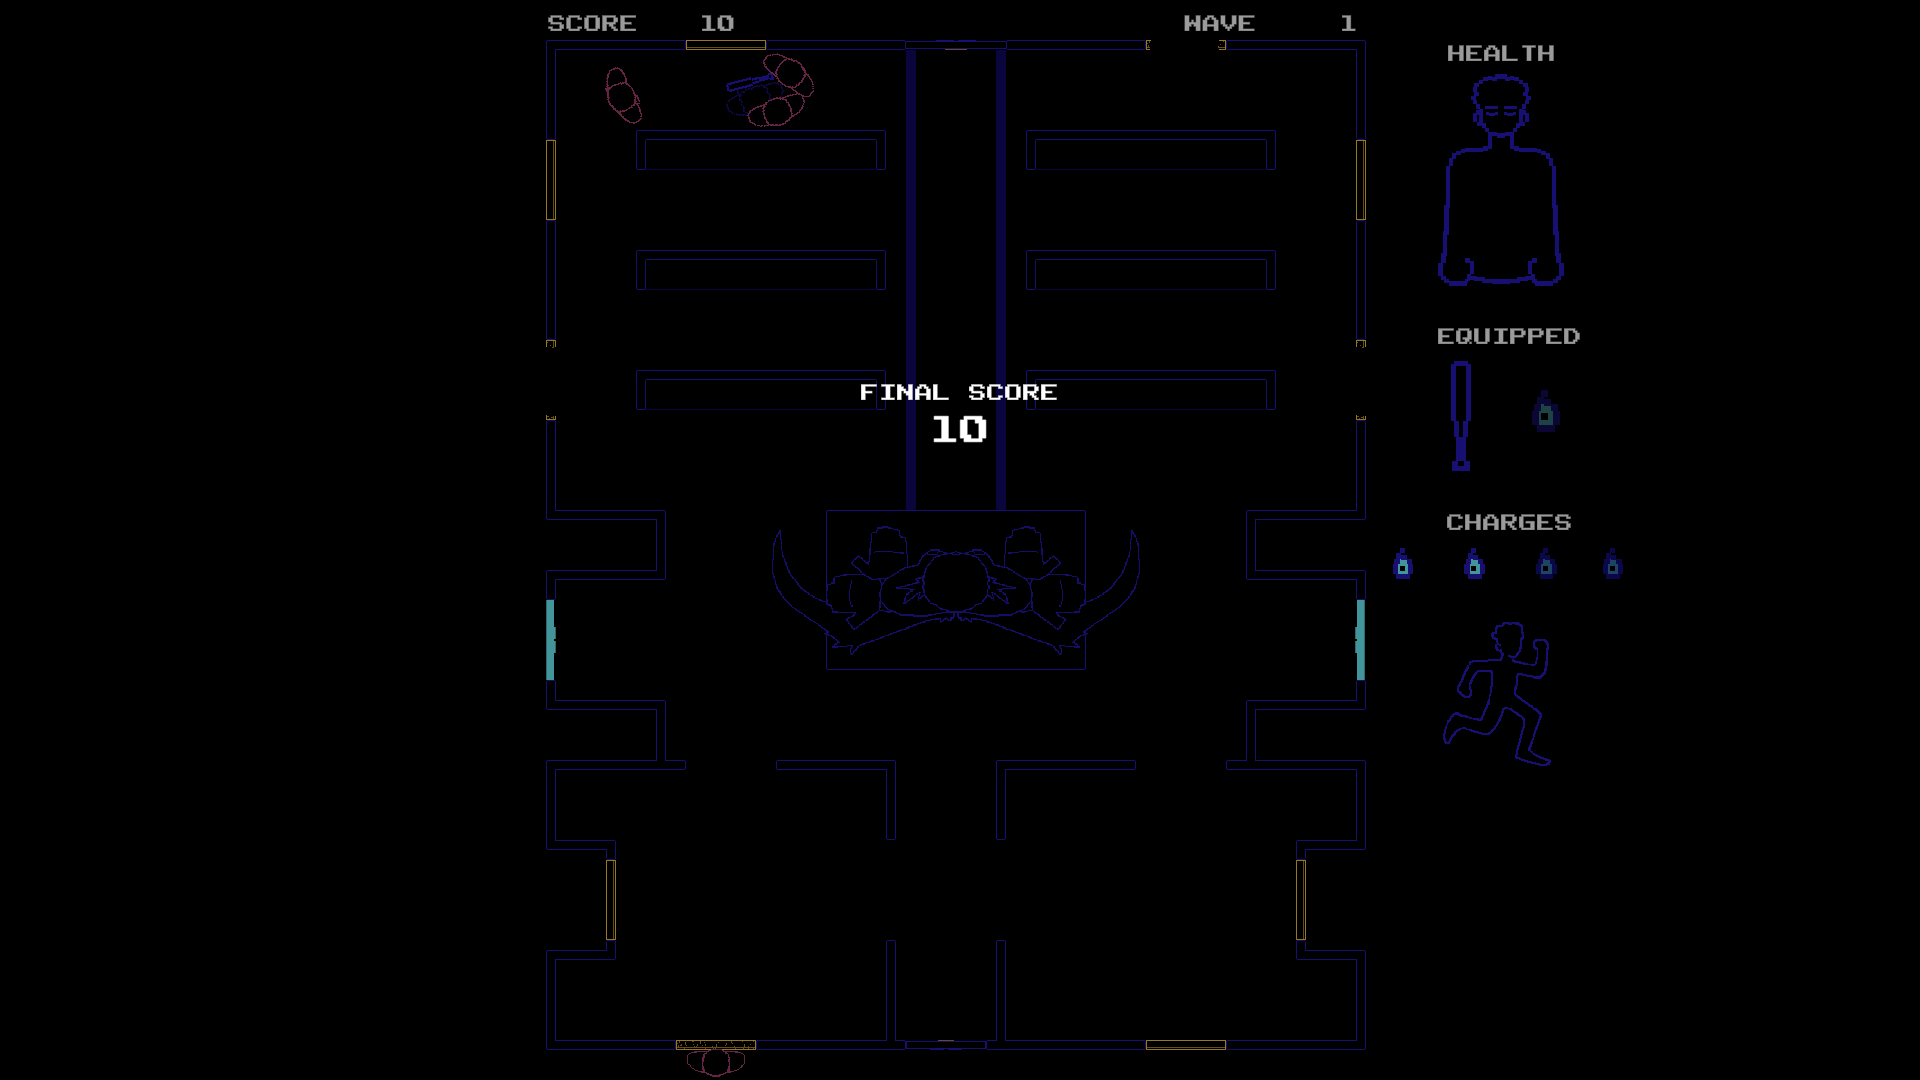 SCORE 10
WAVE 1
HEALTH
EQUIPPED
FINAL SCORE
10
CHARGES